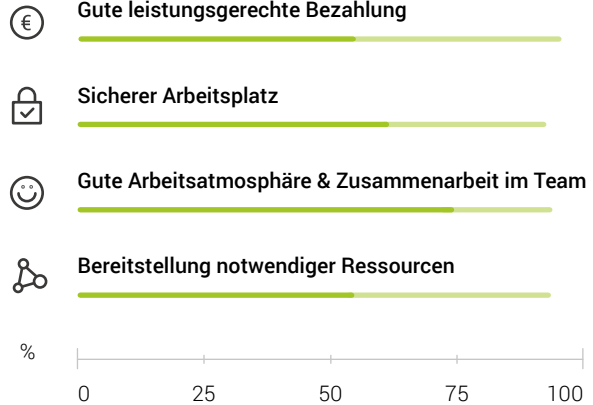 €
Gute leistungsgerechte Bezahlung
Sicherer Arbeitsplatz
Gute Arbeitsatmosphäre & Zusammenarbeit im Team
Bereitstellung notwendiger Ressourcen
%
0 25 50 75 100